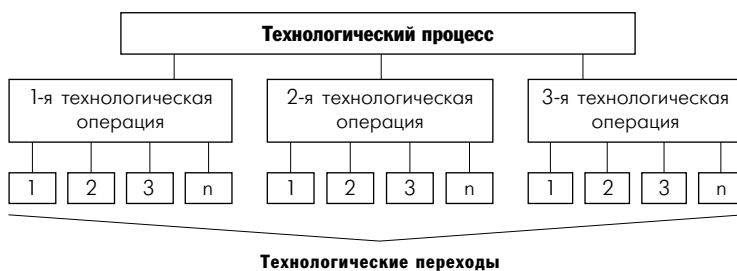 Технологический процесс
1-я технологическая
операция
2-я технологическая
операция
3-я технологическая
операция
1 2 3 n 1 2 3 n 1 2 3 n
Технологические переходы